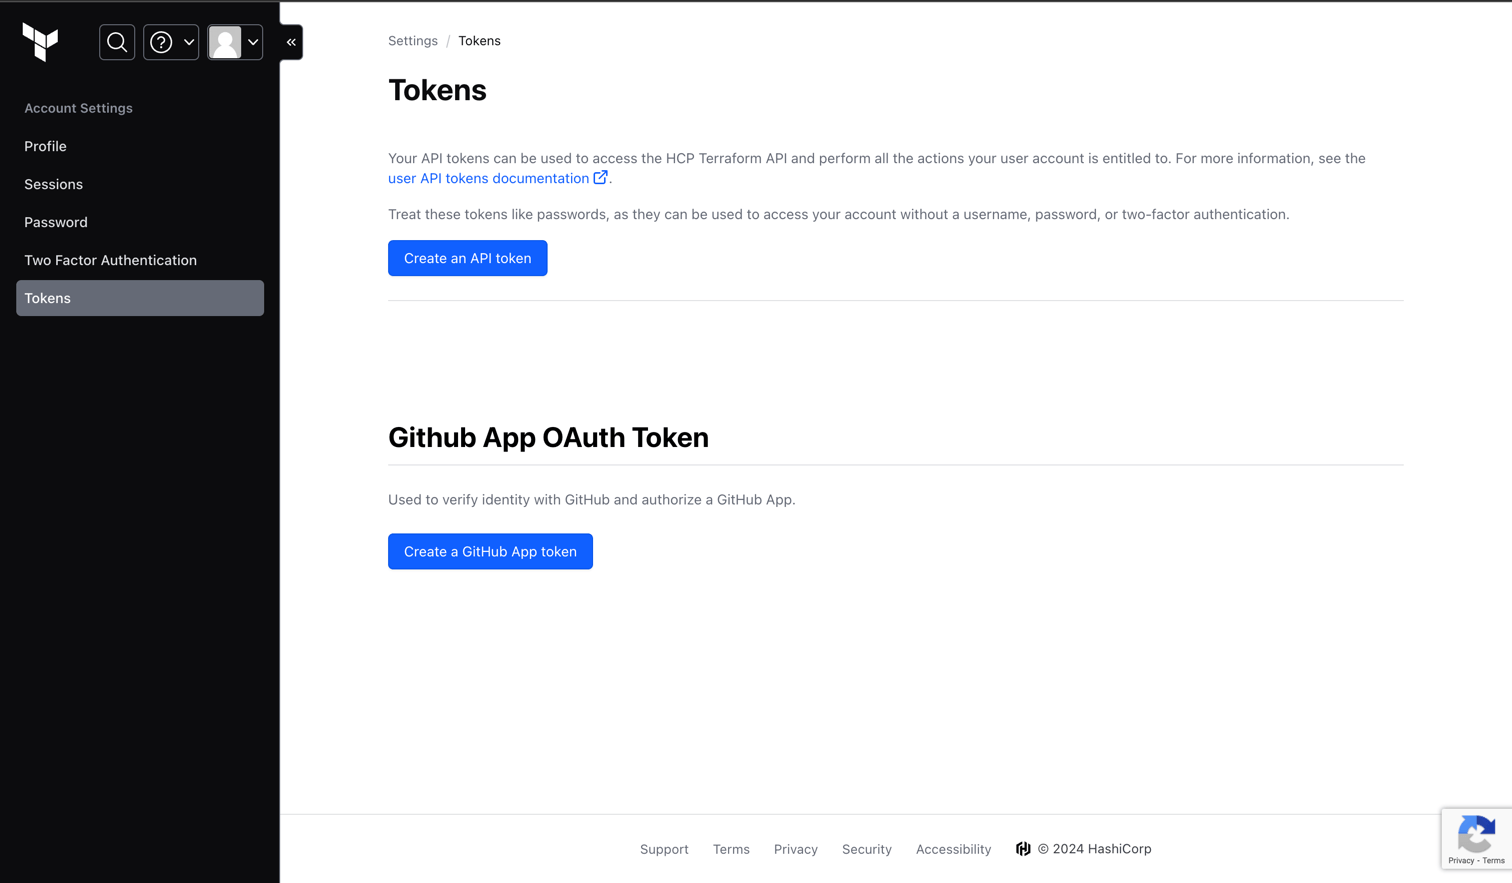 Account Settings
Profile
Sessions
Password
Two Factor Authentication
Tokens
Settings / Tokens
Tokens
Your API tokens can be used to access the HCP Terraform API and perform all the actions your user account is entitled to. For more information, see the
user API tokens documentation.
Treat these tokens like passwords, as they can be used to access your account without a username, password, or two-factor authentication.
Create an API token
Github App OAuth Token
Used to verify identity with GitHub and authorize a GitHub App.
Create a GitHub App token
Support Terms Privacy Security Accessibility © 2024 HashiCorp
Privacy - Terms